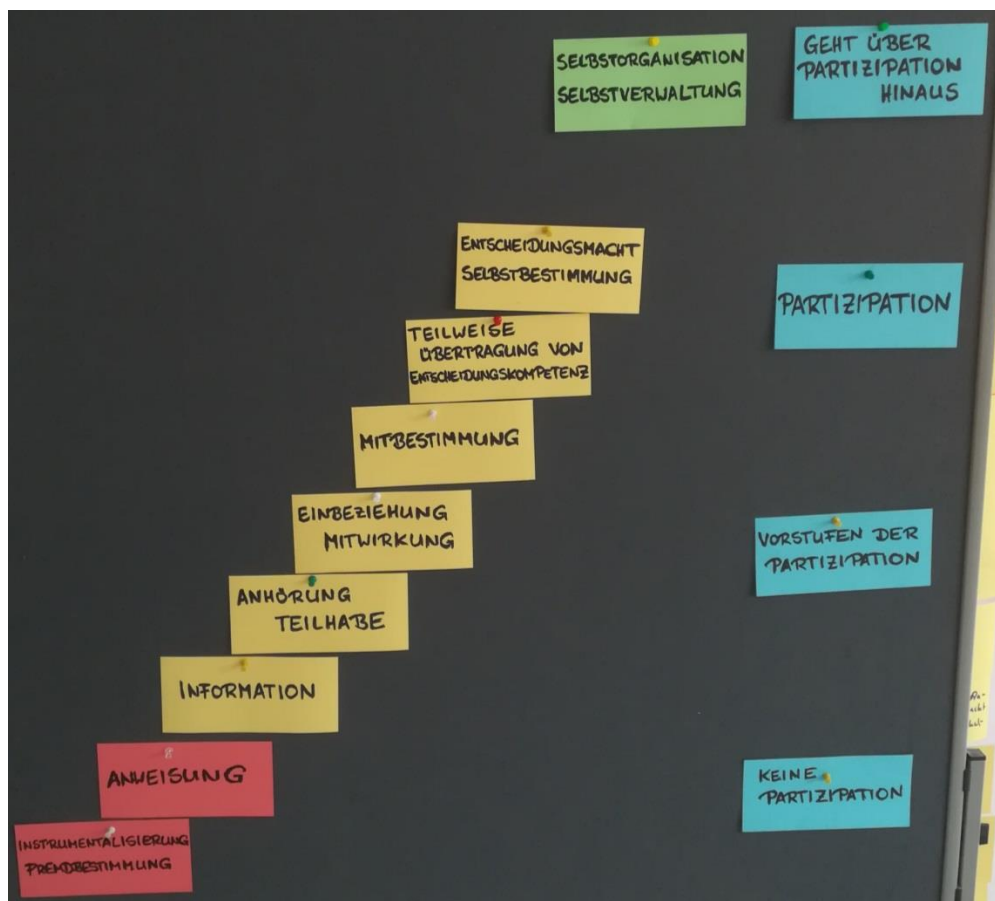 SELBSTORGANISATION
SELBSTVERWALTUNG
GEHT ÜBER
PARTIZIPATION
HINAUS
ENTSCHEIDUNGSMACHT
SELBSTBESTIMMUNG
PARTIZIPATION
TEILWEISE
ÜBERTRAGUNG VON
ENTSCHEIDUNGSKOMPETENZ
MITBESTIMMUNG
EINBEZIEHUNG
MITWIRKUNG
VORSTUFEN DER
PARTIZIPATION
ANHÖRUNG
TEILHABE
INFORMATION
ANWEISUNG
KEINE
PARTIZIPATION
INSTRUMENTALISIERUNG
FREMDBESTIMMUNG